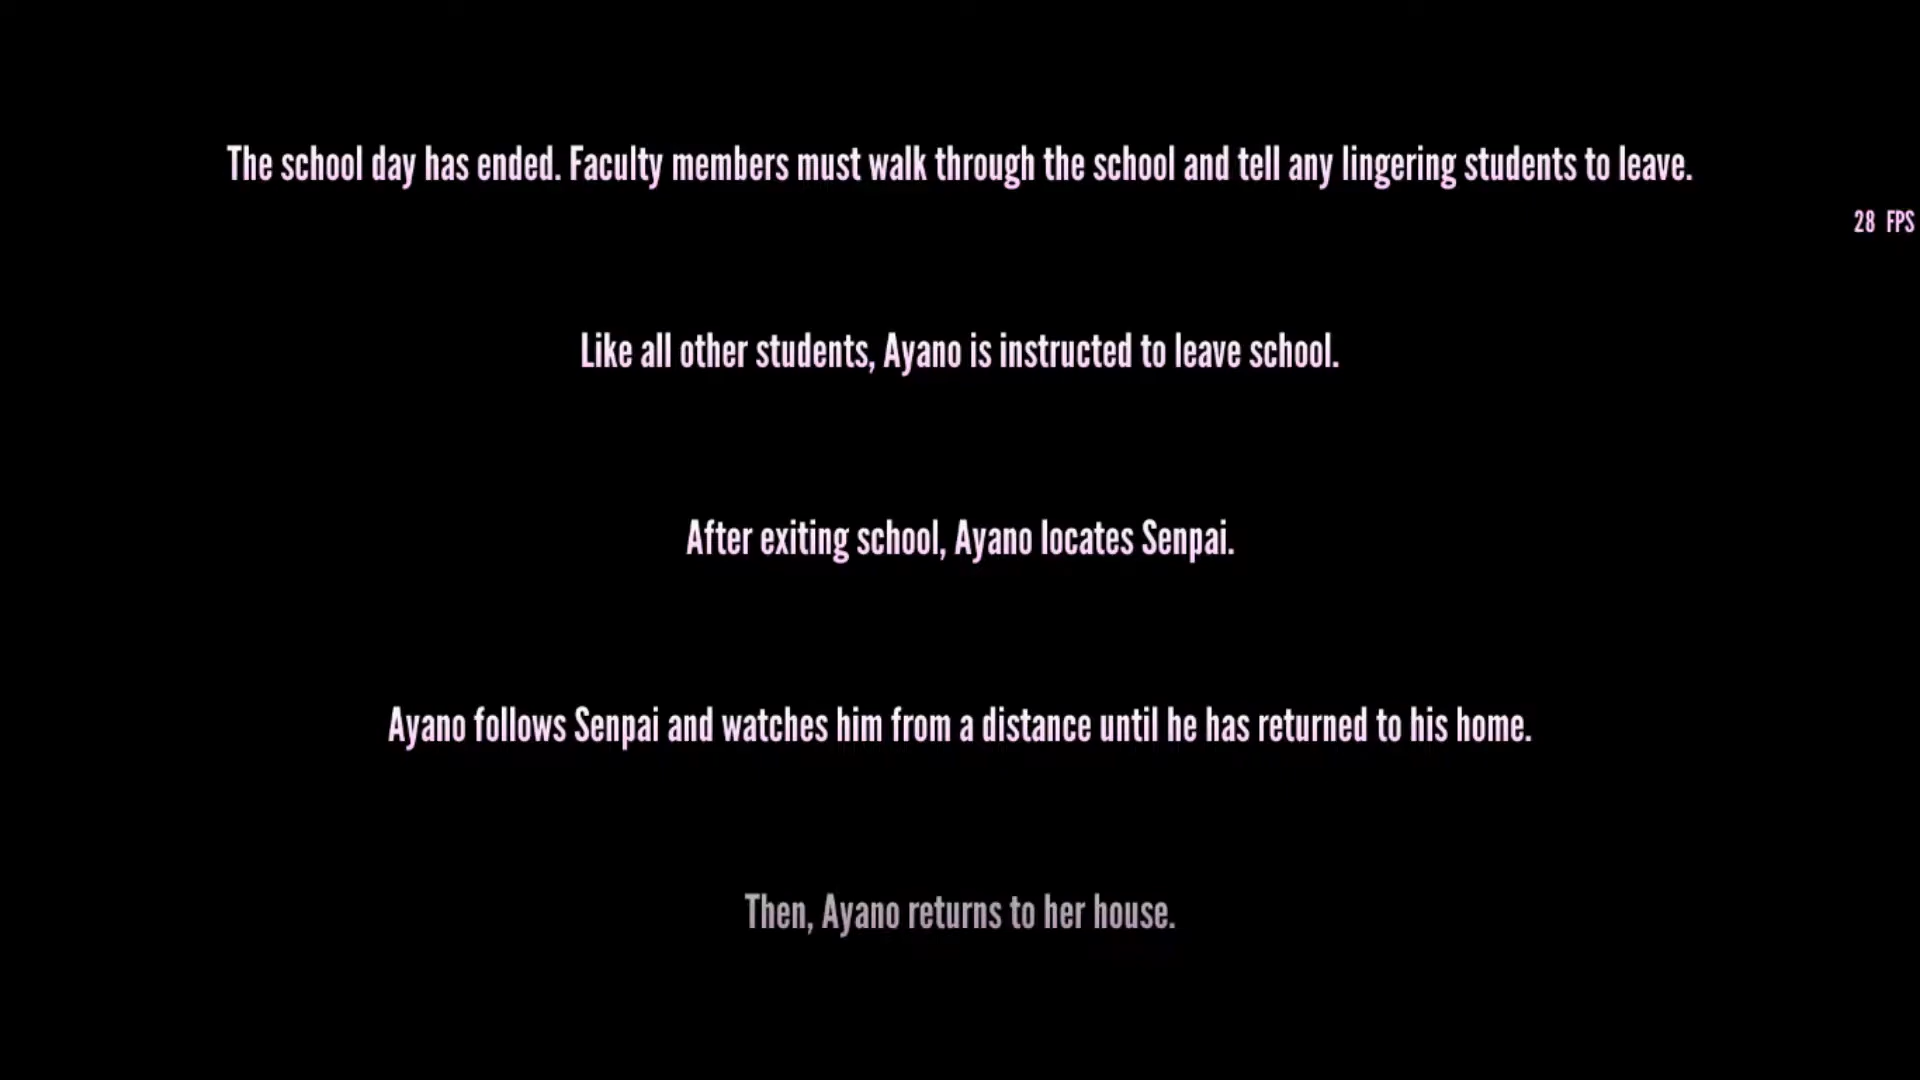 The school day has ended. Faculty members must walk through the school and tell any lingering students to leave.
28 FPS
Like all other students, Ayano is instructed to leave school.
After exiting school, Ayano locates Senpai.
Ayano follows Senpai and watches him from a distance until he has returned to his home.
Then, Ayano returns to her house.